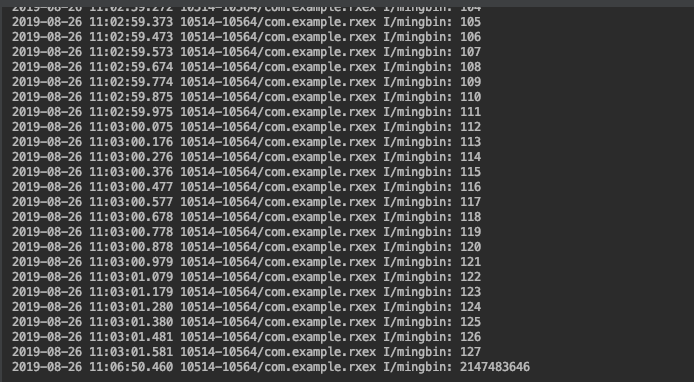 2019-08-26 11:02:59.272 10514-10564/com.example.rxex I/mingbin: 104
2019-08-26 11:02:59.373 10514-10564/com.example.rxex I/mingbin: 105
2019-08-26 11:02:59.473 10514-10564/com.example.rxex I/mingbin: 106
2019-08-26 11:02:59.573 10514-10564/com.example.rxex I/mingbin: 107
2019-08-26 11:02:59.674 10514-10564/com.example.rxex I/mingbin: 108
2019-08-26 11:02:59.774 10514-10564/com.example.rxex I/mingbin: 109
2019-08-26 11:02:59.875 10514-10564/com.example.rxex I/mingbin: 110
2019-08-26 11:02:59.975 10514-10564/com.example.rxex I/mingbin: 111
2019-08-26 11:03:00.075 10514-10564/com.example.rxex I/mingbin: 112
2019-08-26 11:03:00.176 10514-10564/com.example.rxex I/mingbin: 113
2019-08-26 11:03:00.276 10514-10564/com.example.rxex I/mingbin: 114
2019-08-26 11:03:00.376 10514-10564/com.example.rxex I/mingbin: 115
2019-08-26 11:03:00.477 10514-10564/com.example.rxex I/mingbin: 116
2019-08-26 11:03:00.577 10514-10564/com.example.rxex I/mingbin: 117
2019-08-26 11:03:00.678 10514-10564/com.example.rxex I/mingbin: 118
2019-08-26 11:03:00.778 10514-10564/com.example.rxex I/mingbin: 119
2019-08-26 11:03:00.878 10514-10564/com.example.rxex I/mingbin: 120
2019-08-26 11:03:00.979 10514-10564/com.example.rxex I/mingbin: 121
2019-08-26 11:03:01.079 10514-10564/com.example.rxex I/mingbin: 122
2019-08-26 11:03:01.179 10514-10564/com.example.rxex I/mingbin: 123
2019-08-26 11:03:01.280 10514-10564/com.example.rxex I/mingbin: 124
2019-08-26 11:03:01.380 10514-10564/com.example.rxex I/mingbin: 125
2019-08-26 11:03:01.481 10514-10564/com.example.rxex I/mingbin: 126
2019-08-26 11:03:01.581 10514-10564/com.example.rxex I/mingbin: 127
2019-08-26 11:06:50.460 10514-10564/com.example.rxex I/mingbin: 2147483646